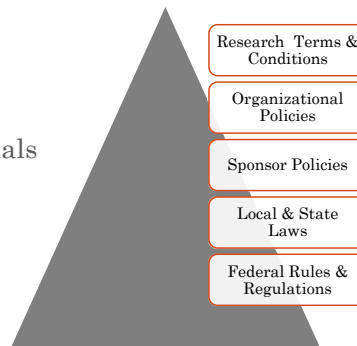 Research Terms &
Conditions
Organizational
Policies
als
Sponsor Policies
Local & State
Laws
Federal Rules &
Regulations